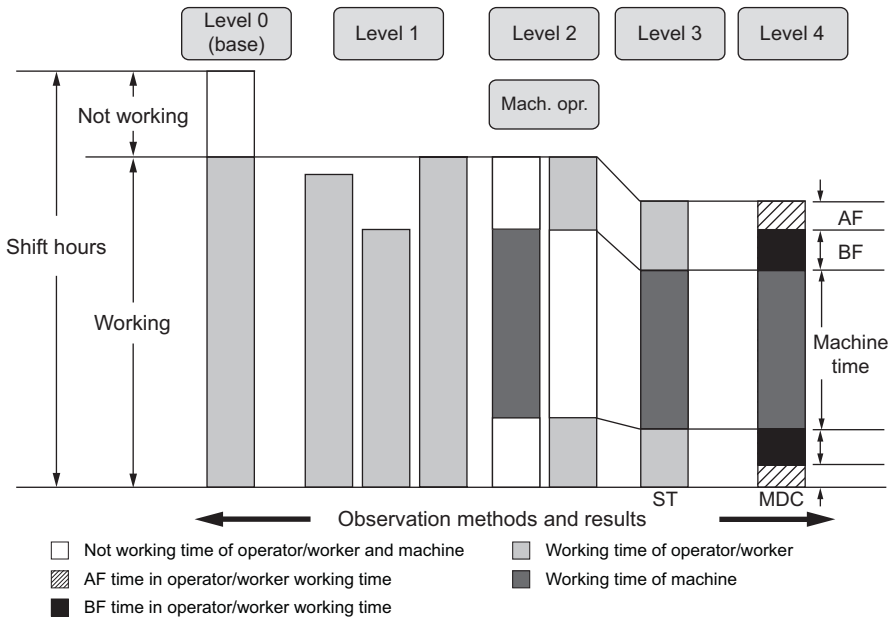 Level 0
(base)
Level 1
Level 2
Level 3
Level 4
Mach. opr.
Not working
Shift hours
Working
AF
BF
Machine
time
ST
MDC
Observation methods and results
Not working time of operator/worker and machine
Working time of operator/worker
AF time in operator/worker working time
Working time of machine
BF time in operator/worker working time